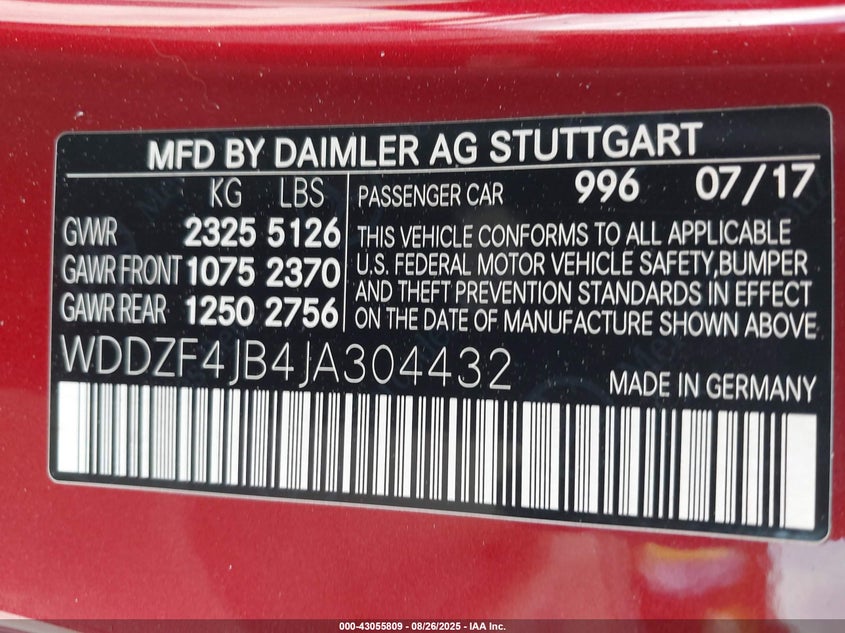 MFD BY DAIMLER AG STUTTGART
KG LBS
GVWR 2325 5126
GAWR FRONT 1075 2370
GAWR REAR 1250 2756
PASSENGER CAR 996 07/17
THIS VEHICLE CONFORMS TO ALL APPLICABLE
U.S. FEDERAL MOTOR VEHICLE SAFETY,BUMPER
AND THEFT PREVENTION STANDARDS IN EFFECT
ON THE DATE OF MANUFACTURE SHOWN ABOVE.
WDDZF4JB4JA304432
MADE IN GERMANY
000-43055809 - 08/26/2025 - IAA Inc.